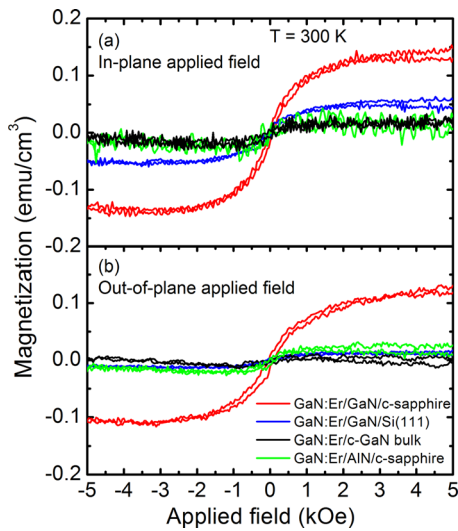 (a)
T = 300 K
In-plane applied field
0.2
0.1
0.0
-0.1
-0.2
(b)
Out-of-plane applied field
0.1
0.0
-0.1
-0.2
GaN:Er/GaN/c-sapphire
GaN:Er/GaN/Si(111)
GaN:Er/c-GaN bulk
GaN:Er/AlN/c-sapphire
-5 -4 -3 -2 -1 0 1 2 3 4 5
Applied field (kOe)
Magnetization (emu/cm³)